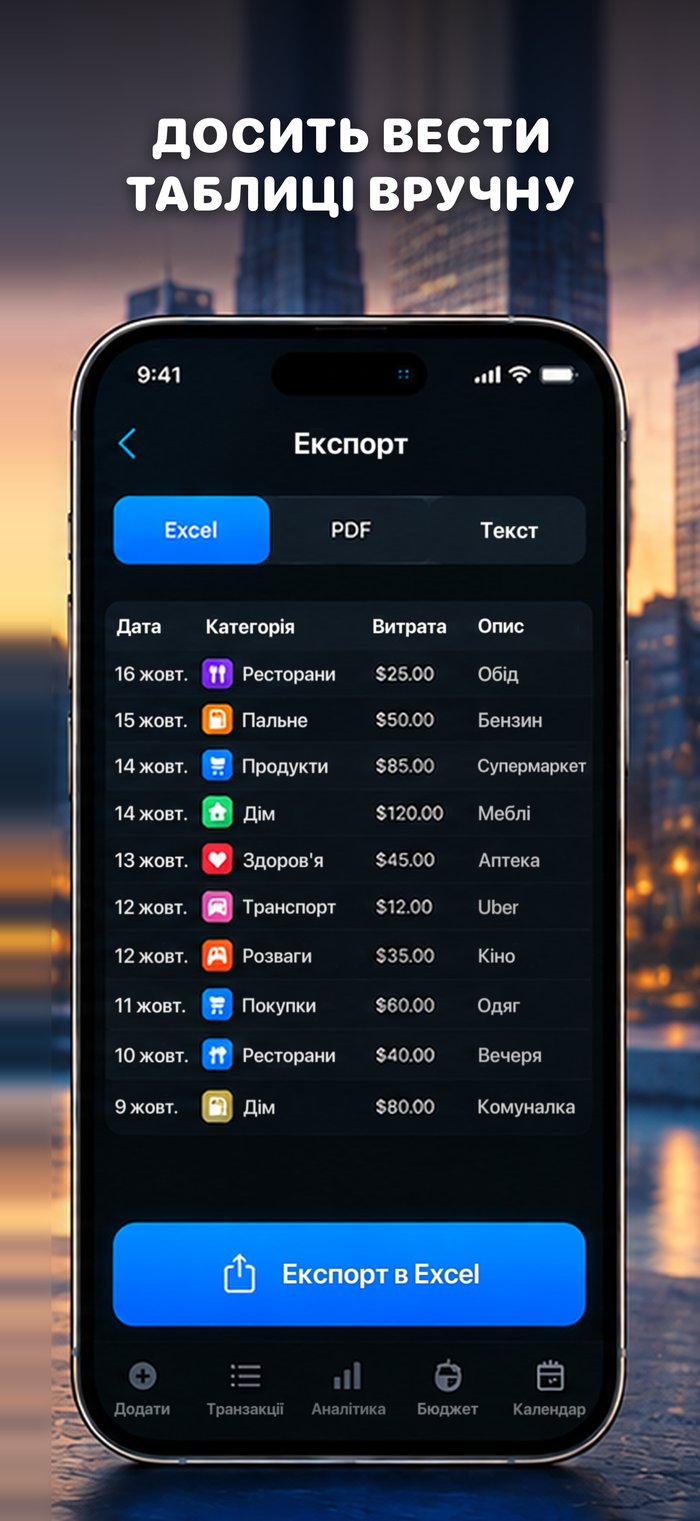 ДОСИТЬ ВЕСТИ
ТАБЛИЦІ ВРУЧНУ
9:41
Експорт
Excel PDF Текст
Дата Категорія Витрата Опис
16 жовт. Ресторани $25.00 Обід
15 жовт. Пальне $50.00 Бензин
14 жовт. Продукти $85.00 Супермаркет
14 жовт. Дім $120.00 Меблі
13 жовт. Здоров'я $45.00 Аптека
12 жовт. Транспорт $12.00 Uber
12 жовт. Розваги $35.00 Кіно
11 жовт. Покупки $60.00 Одяг
10 жовт. Ресторани $40.00 Вечеря
9 жовт. Дім $80.00 Комуналка
Експорт в Excel
Додати Транзакції Аналітика Бюджет Календар